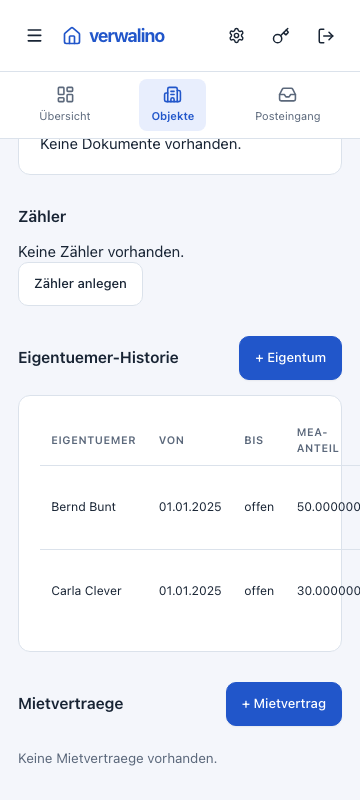 verwalino
Übersicht
Objekte
Posteingang
Keine Dokumente vorhanden.
Zähler
Keine Zähler vorhanden.
Zähler anlegen
Eigentuemer-Historie
+ Eigentum
EIGENTUEMER VON BIS MEA-
ANTEIL
Bernd Bunt 01.01.2025 offen 50.000000
Carla Clever 01.01.2025 offen 30.000000
Mietvertraege
+ Mietvertrag
Keine Mietvertraege vorhanden.